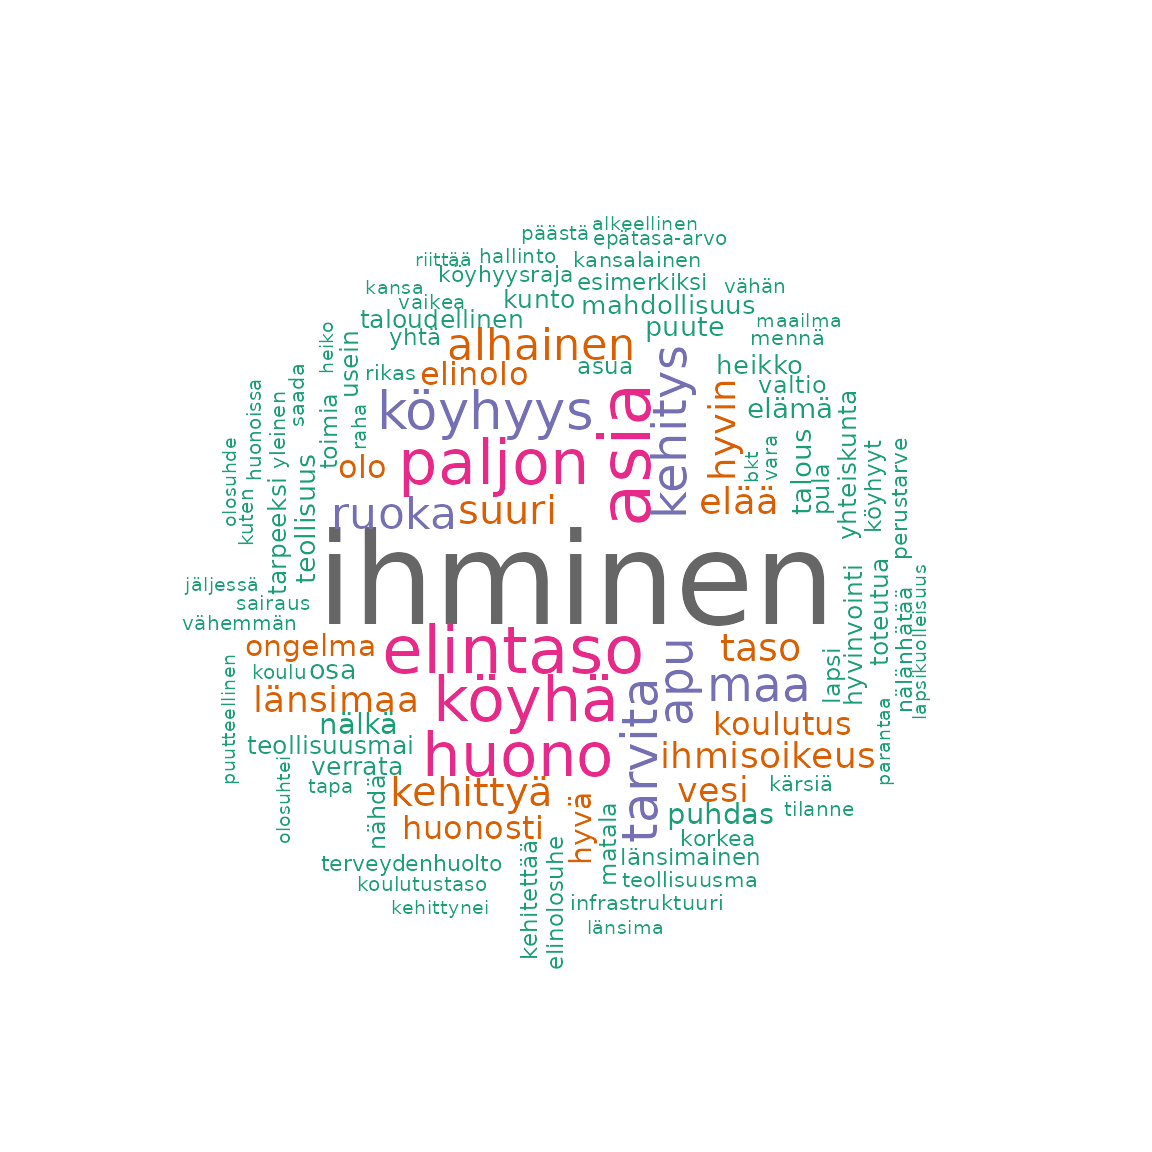 alkeellinen
päästä
epätasa-arvo
riittää
hallinto
kansalainen
köyhyysraja
esimerkiksi
kansa
vähän
vaikea
kunto
mahdollisuus
taloudellinen
puute
maailma
yhtä
heiko
usein
alhainen
mennä
rikas
elinolo
asua
heikko
kehitys
valtio
saada
huonoissa
yleinen
toimia
raha
köyhyys
asia
hyvin
elämä
olosuhde
kuten
tarpeeksi
teollisuus
olo
paljon
bkt
vara
talous
pula
yhteiskunta
köyhyyt
perustarve
ruoka
suuri
elää
ihminen
jäljessä
sairaus
vähemmän
ongelma
elintaso
taso
hyvinvointi
toteutua
nälänhätää
lapsikuolleisuus
koulu
osa
apu
maa
lapsi
länsimaa
köyhä
tarvita
puutteellinen
nälkä
koulutus
parantaa
teollisuusmai
huono
ihmisoikeus
verrata
olosuhtei
tapa
nähdä
kehittyä
vesi
kärsiä
huonosti
hyvä
matala
puhdas
tilanne
korkea
terveydenhuolto
länsimainen
koulutustaso
teollisuusma
kehittynei
kehitettää
elinolosuhe
infrastruktuuri
länsima